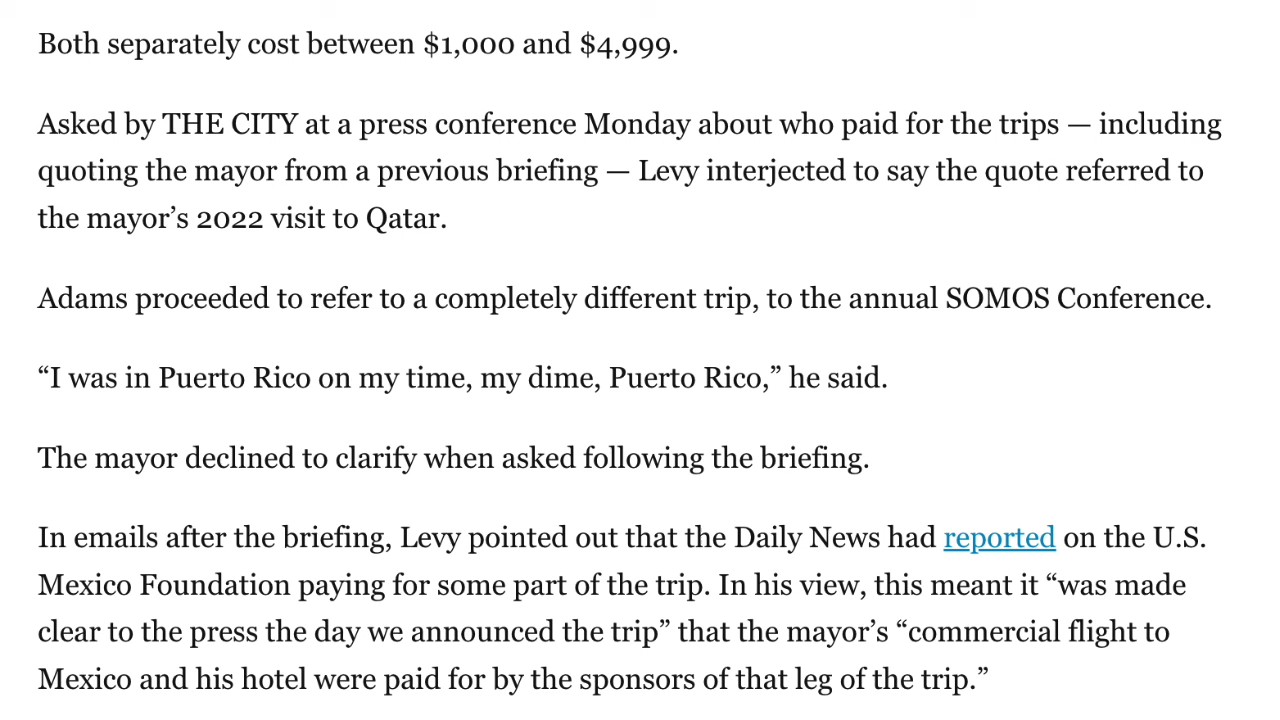 Both separately cost between $1,000 and $4,999.
Asked by THE CITY at a press conference Monday about who paid for the trips — including
quoting the mayor from a previous briefing — Levy interjected to say the quote referred to
the mayor’s 2022 visit to Qatar.
Adams proceeded to refer to a completely different trip, to the annual SOMOS Conference.
“I was in Puerto Rico on my time, my dime, Puerto Rico,” he said.
The mayor declined to clarify when asked following the briefing.
In emails after the briefing, Levy pointed out that the Daily News had reported on the U.S.
Mexico Foundation paying for some part of the trip. In his view, this meant it “was made
clear to the press the day we announced the trip” that the mayor’s “commercial flight to
Mexico and his hotel were paid for by the sponsors of that leg of the trip.”